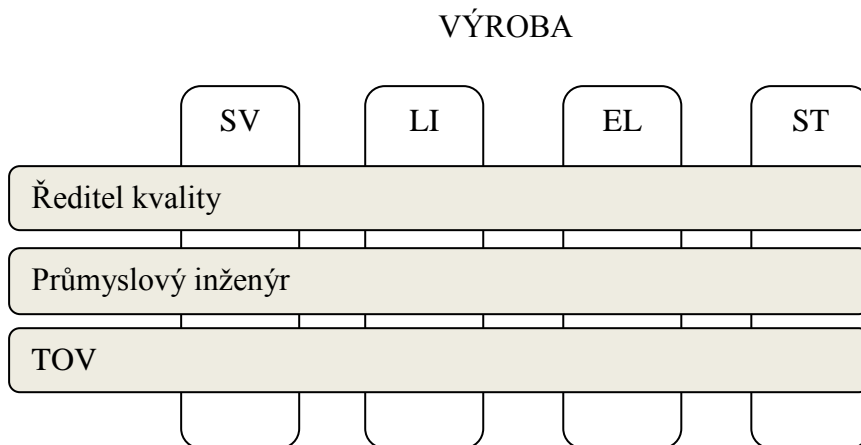 VÝROBA
SV LI EL ST
Ředitel kvality
Průmyslový inženýr
TOV